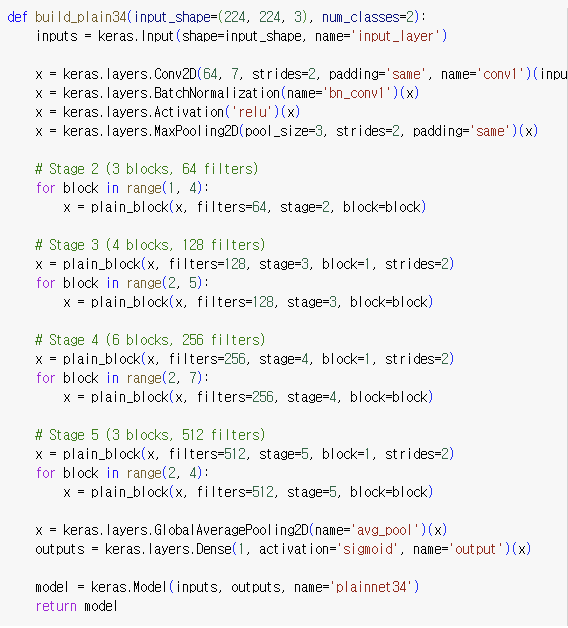 def build_plain34(input_shape=(224, 224, 3), num_classes=2):
    inputs = keras.Input(shape=input_shape, name='input_layer')

    x = keras.layers.Conv2D(64, 7, strides=2, padding='same', name='conv1')(inpu
    x = keras.layers.BatchNormalization(name='bn_conv1')(x)
    x = keras.layers.Activation('relu')(x)
    x = keras.layers.MaxPooling2D(pool_size=3, strides=2, padding='same')(x)

    # Stage 2 (3 blocks, 64 filters)
    for block in range(1, 4):
        x = plain_block(x, filters=64, stage=2, block=block)

    # Stage 3 (4 blocks, 128 filters)
    x = plain_block(x, filters=128, stage=3, block=1, strides=2)
    for block in range(2, 5):
        x = plain_block(x, filters=128, stage=3, block=block)

    # Stage 4 (6 blocks, 256 filters)
    x = plain_block(x, filters=256, stage=4, block=1, strides=2)
    for block in range(2, 7):
        x = plain_block(x, filters=256, stage=4, block=block)

    # Stage 5 (3 blocks, 512 filters)
    x = plain_block(x, filters=512, stage=5, block=1, strides=2)
    for block in range(2, 4):
        x = plain_block(x, filters=512, stage=5, block=block)

    x = keras.layers.GlobalAveragePooling2D(name='avg_pool')(x)
    outputs = keras.layers.Dense(1, activation='sigmoid', name='output')(x)

    model = keras.Model(inputs, outputs, name='plainnet34')
    return model